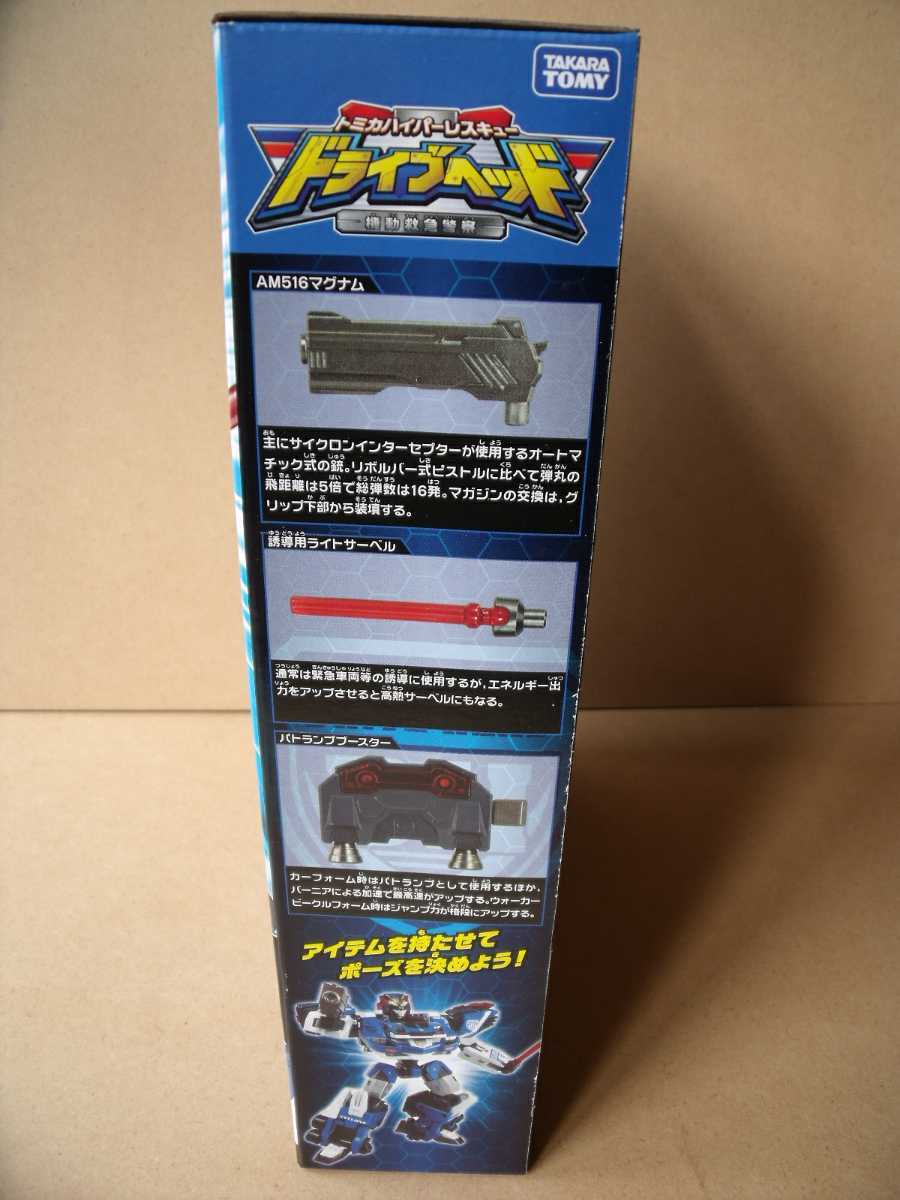 TAKARA
TOMY
トミカハイパーレスキュー
ドライブヘッド
機動救急警察
AM516マグナム
主にサイクロンインターセプターが使用するオートマ
チック式の銃。リボルバー式ピストルに比べて弾丸の
飛距離は5倍で総弾数は16発。マガジンの交換は,グ
リップ下部から装填する。
誘導用ライトサーベル
通常は緊急車両等の誘導に使用するが,エネルギー出
力をアップさせると高熱サーベルにもなる。
パトランプブースター
カーフォーム時はパトランプとして使用するほか,
バーニアによる加速で最高速がアップする。ウォーカー
ビークルフォーム時はジャンプ力が格段にアップする。
アイテムを持たせて
ポーズを決めよう!